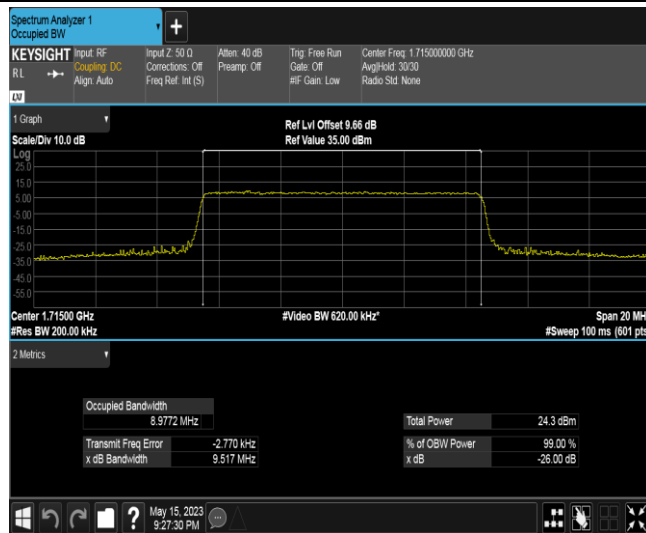 Spectrum Analyzer 1
Occupied BW
+
KEYSIGHT
RL
Input: RF
Coupling: DC
Align: Auto
Input Z: 50 Ω
Corrections: Off
Freq Ref: Int (S)
Atten: 40 dB
Preamp: Off
Trig: Free Run
Gate: Off
#IF Gain: Low
Center Freq: 1.715000000 GHz
Avg|Hold: 30/30
Radio Std: None
1 Graph
Scale/Div 10.0 dB
Ref Lvl Offset 9.66 dB
Ref Value 35.00 dBm
Log
25.0
15.0
5.00
-5.00
-15.0
-25.0
-35.0
-45.0
-55.0
Center 1.71500 GHz
#Res BW 200.00 kHz
#Video BW 620.00 kHz*
Span 20 MH
#Sweep 100 ms (601 pts
2 Metrics
Occupied Bandwidth
8.9772 MHz
Transmit Freq Error -2.770 kHz
x dB Bandwidth 9.517 MHz
Total Power 24.3 dBm
% of OBW Power 99.00 %
x dB -26.00 dB
?
May 15, 2023
9:27:30 PM